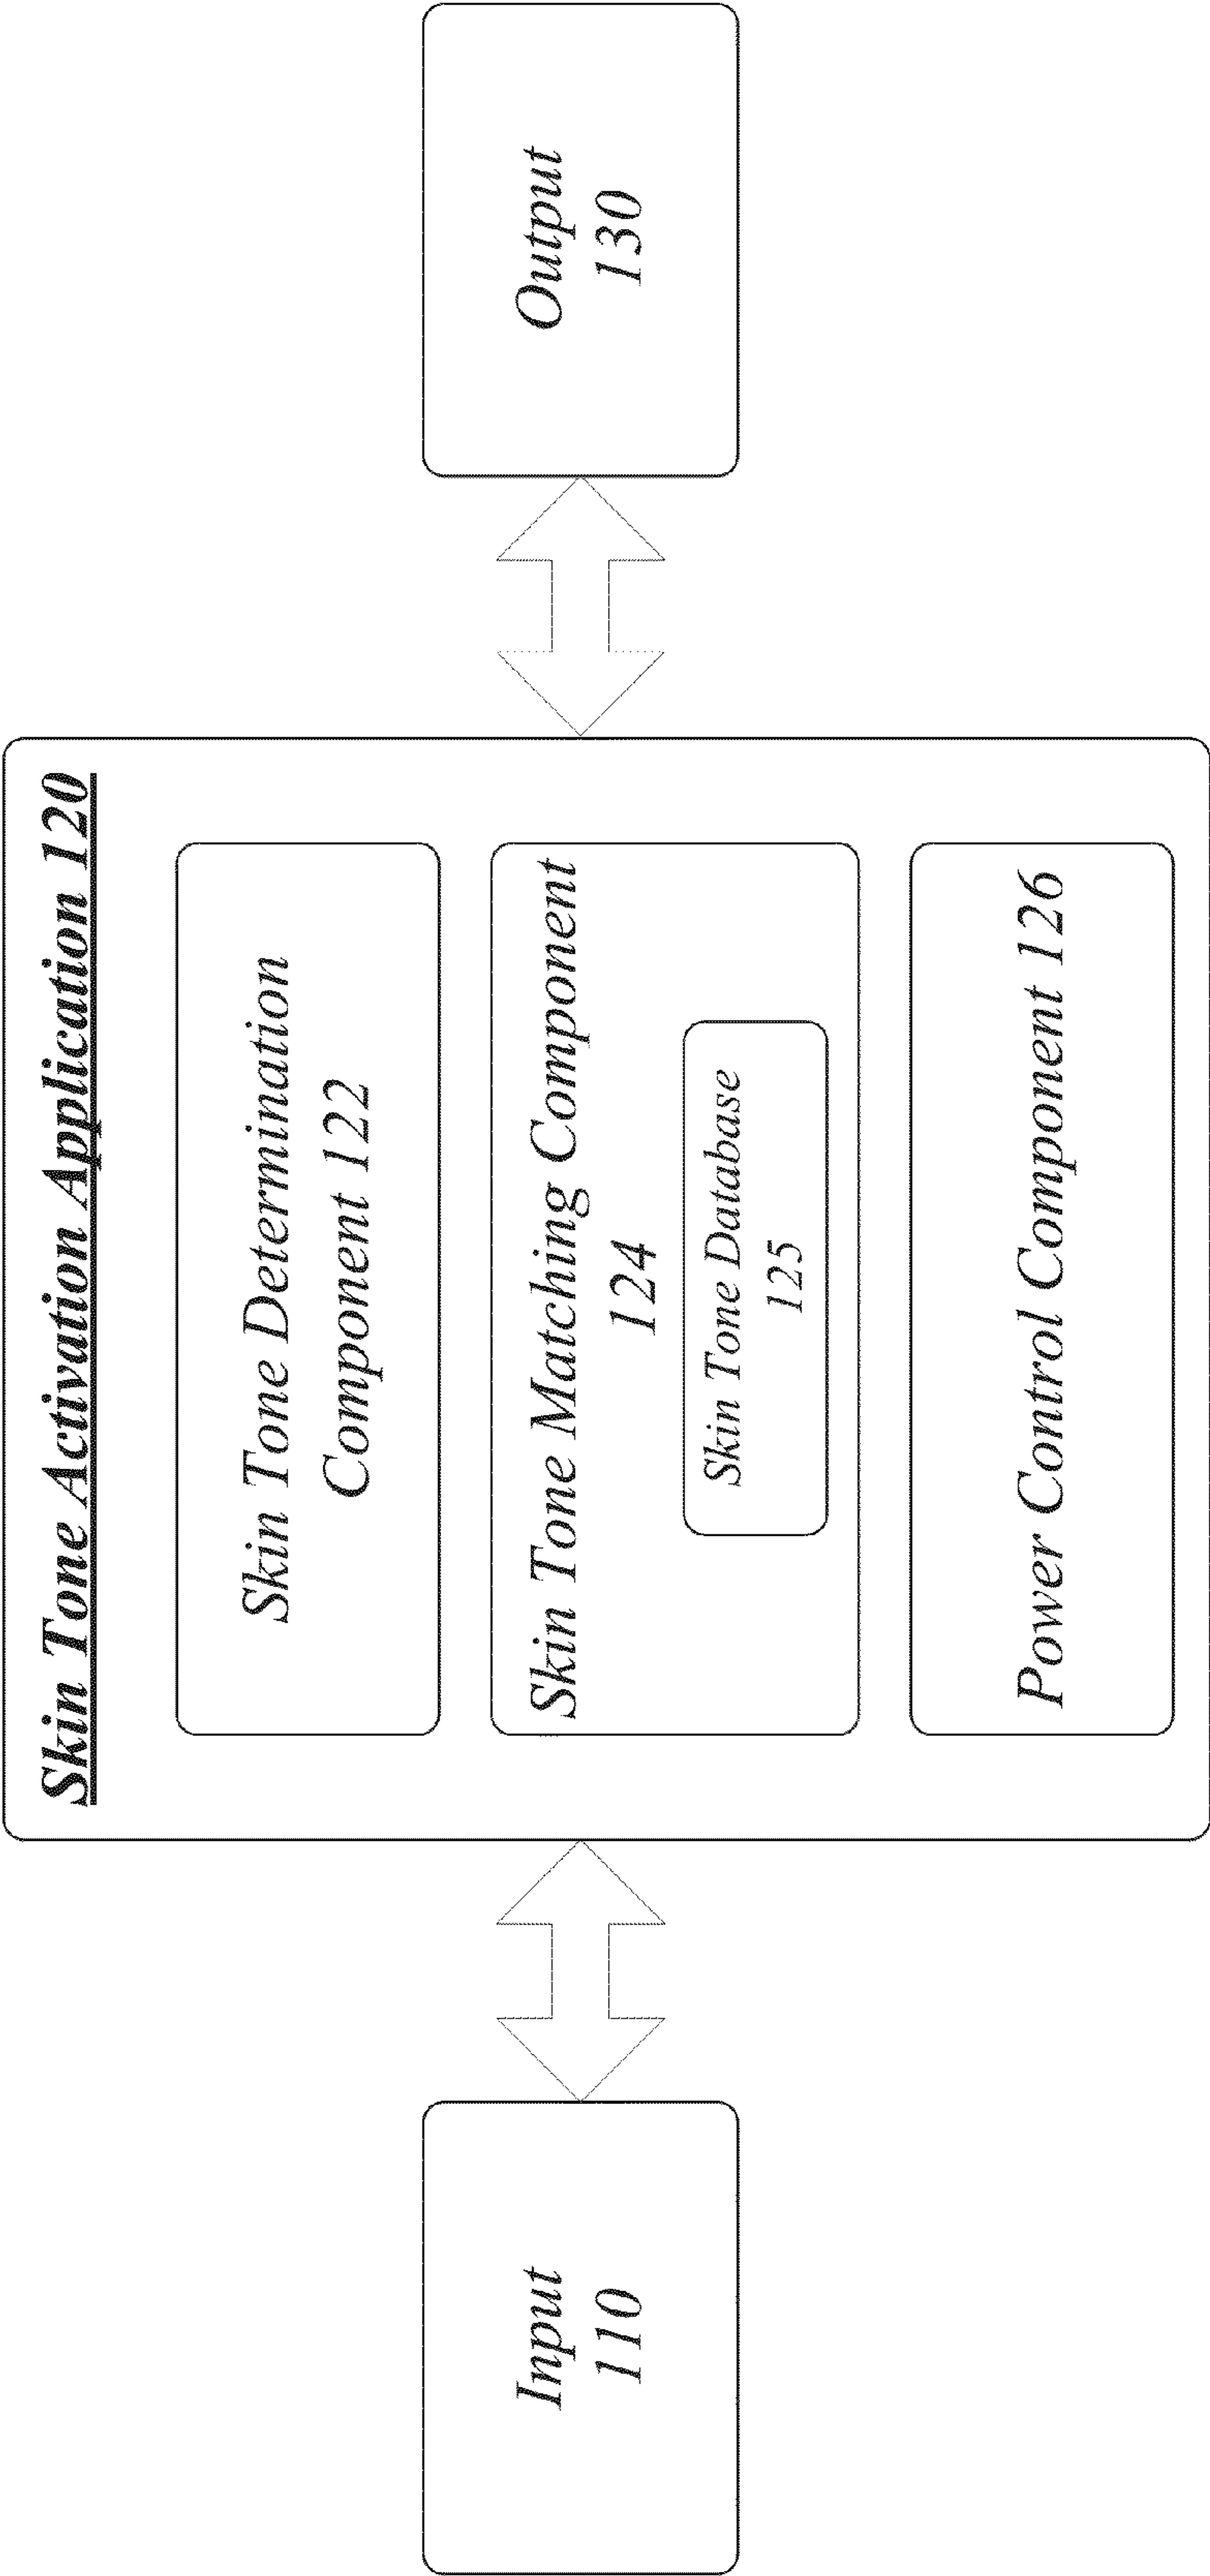 Skin Tone Activation Application 120
Input
110
Skin Tone Determination
Component 122
Skin Tone Matching Component
124
Skin Tone Database
125
Power Control Component 126
Output
130